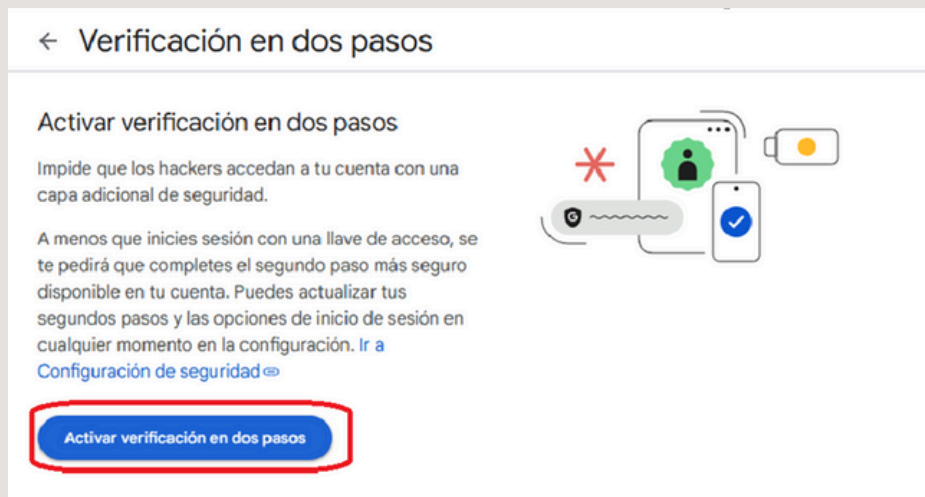 Verificación en dos pasos
Activar verificación en dos pasos
Impide que los hackers accedan a tu cuenta con una
capa adicional de seguridad.
A menos que inicies sesión con una llave de acceso, se
te pedirá que completes el segundo paso más seguro
disponible en tu cuenta. Puedes actualizar tus
segundos pasos y las opciones de inicio de sesión en
cualquier momento en la configuración. Ir a
Configuración de seguridad
Activar verificación en dos pasos